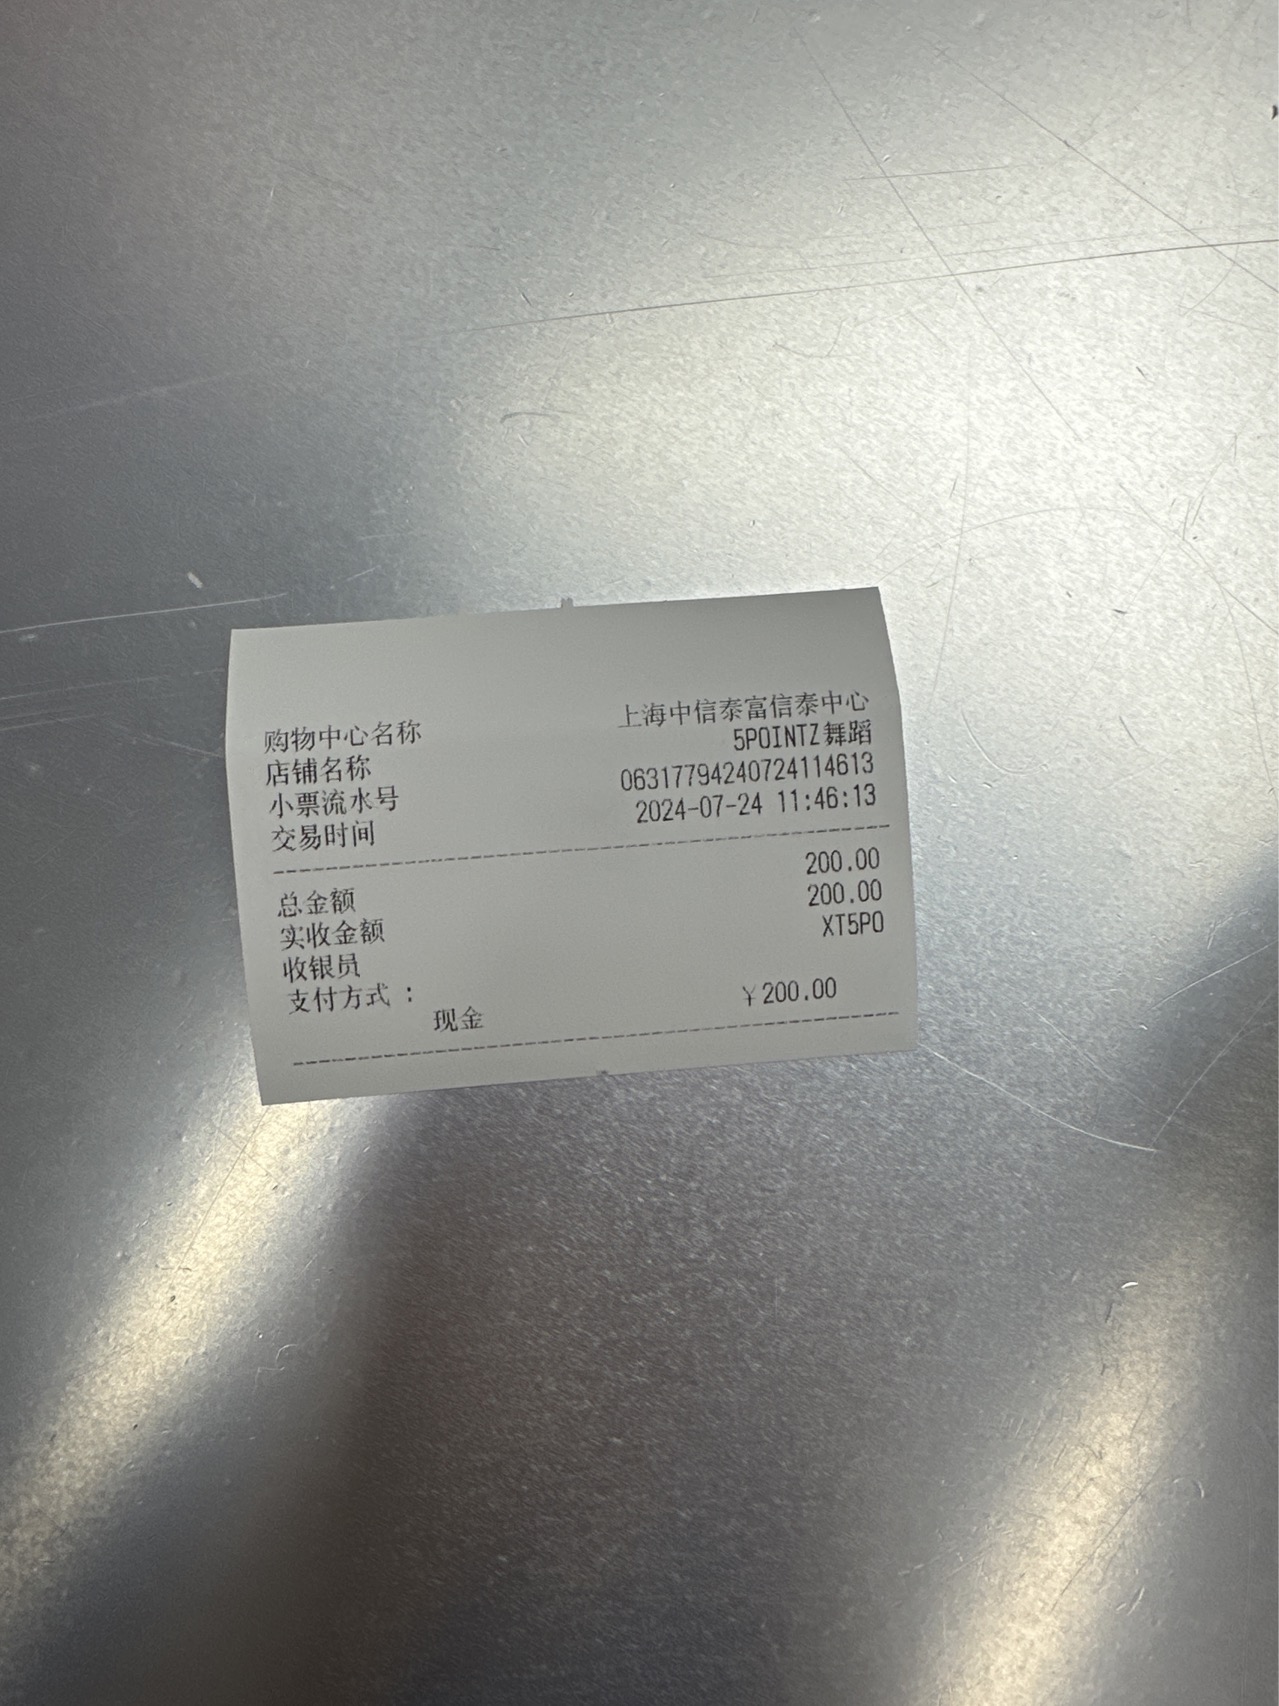 购物中心名称 上海中信泰富信泰中心
店铺名称 5POINTZ舞蹈
小票流水号 06317794240724114613
交易时间 2024-07-24 11:46:13
总金额 200.00
实收金额 200.00
收银员 XT5PO
支付方式：
现金 ￥200.00